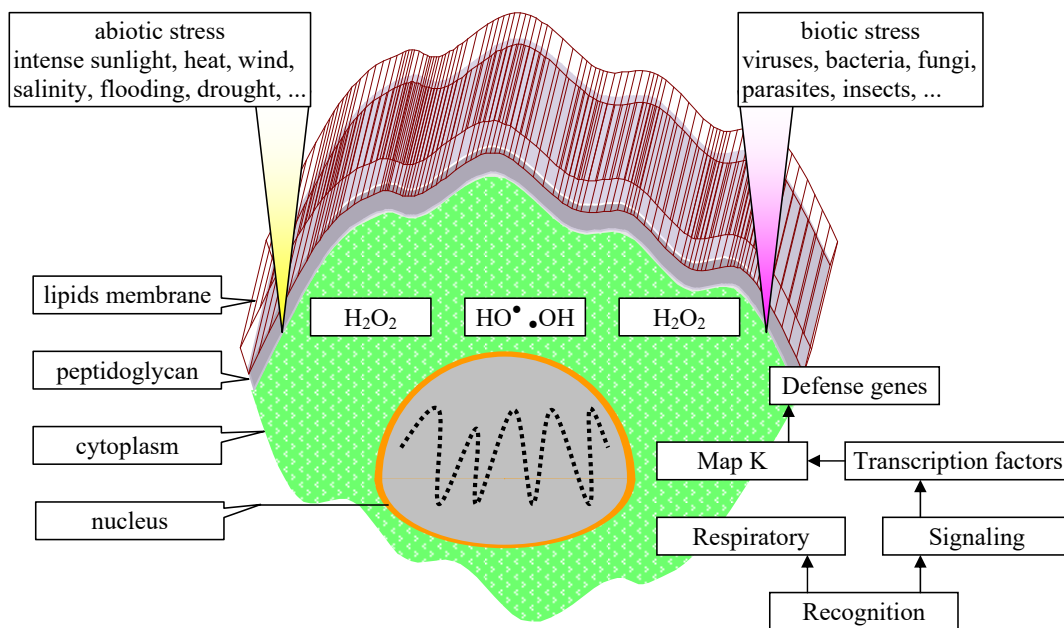 abiotic stress
intense sunlight, heat, wind,
salinity, flooding, drought, ...
biotic stress
viruses, bacteria, fungi,
parasites, insects, ...
lipids membrane
H₂O₂
HO• •OH
H₂O₂
peptidoglycan
Defense genes
cytoplasm
Map K
Transcription factors
nucleus
Respiratory
Signaling
Recognition